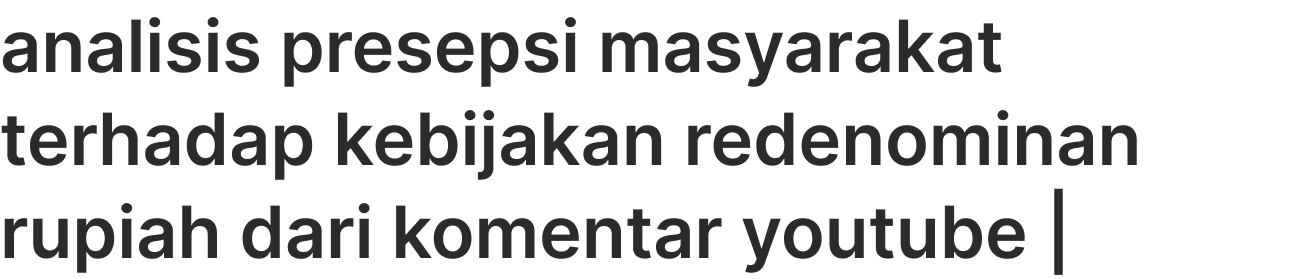 analisis presepsi masyarakat
terhadap kebijakan redenominan
rupiah dari komentar youtube |